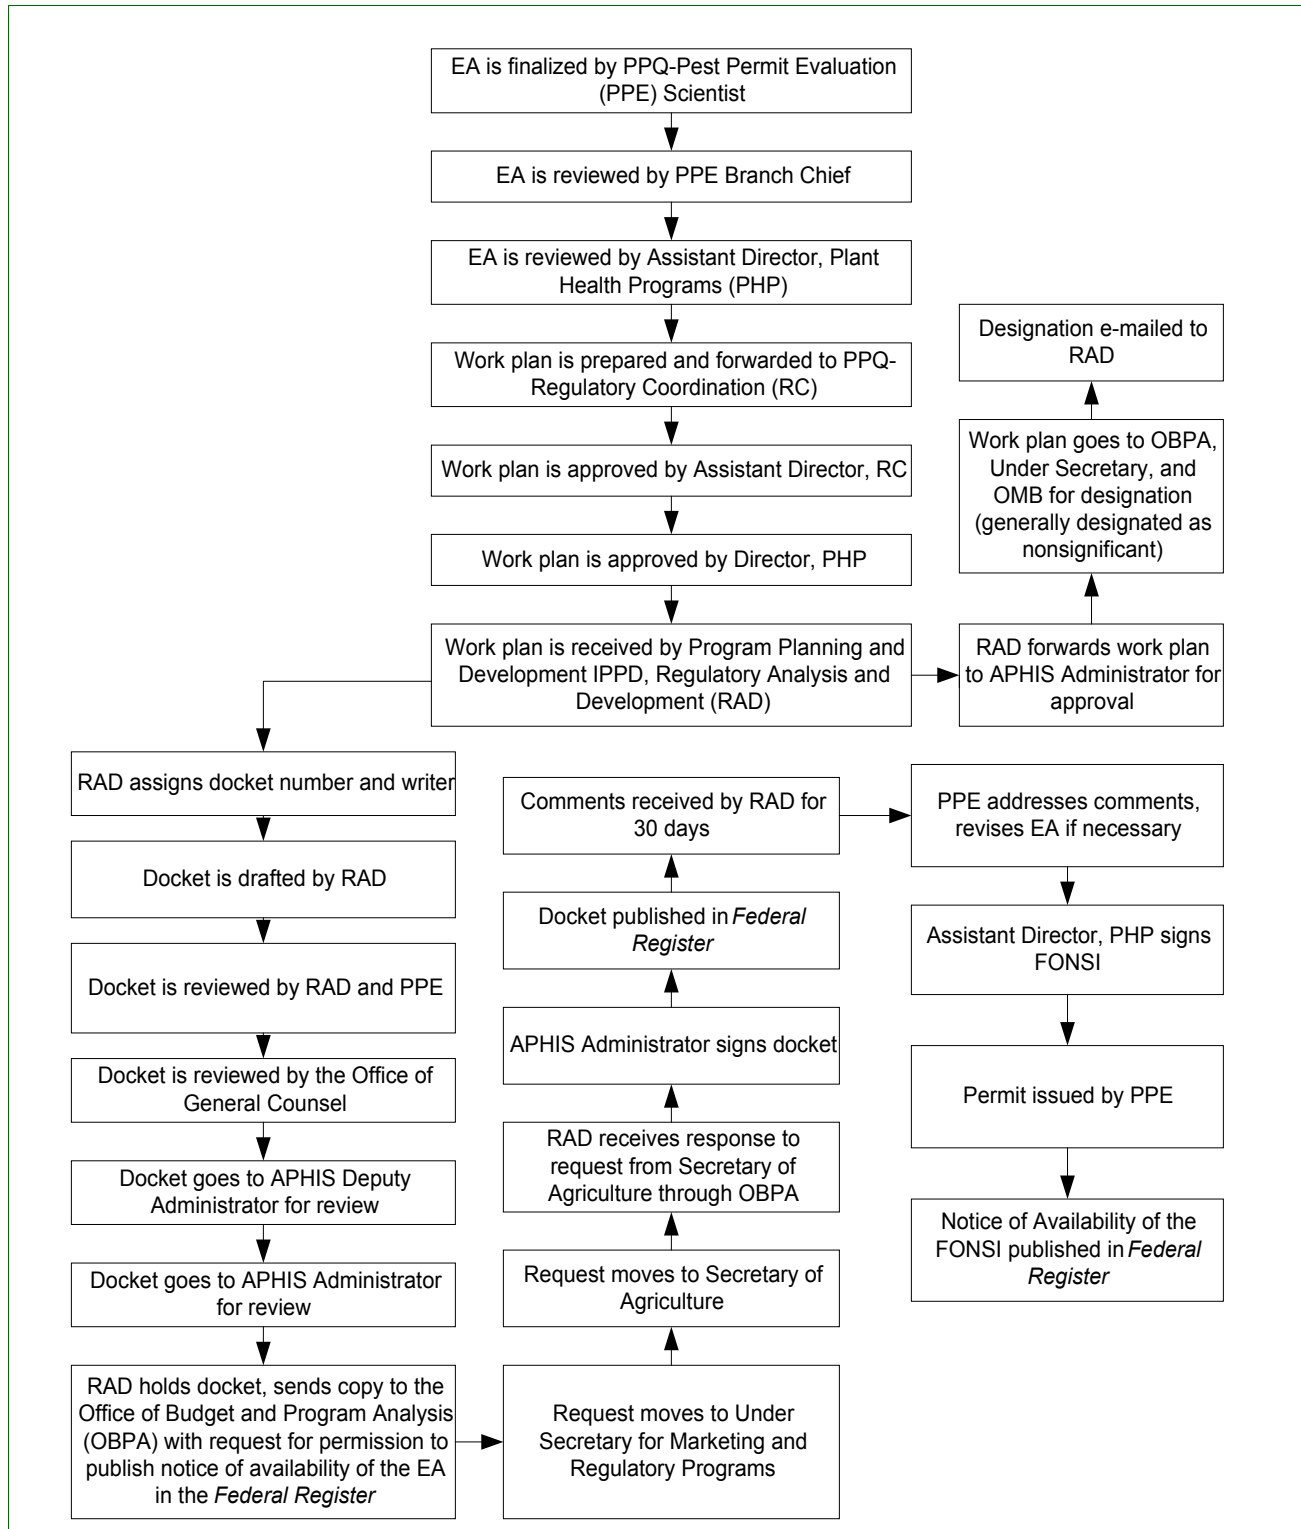 EA is finalized by PPQ-Pest Permit Evaluation
(PPE) Scientist
EA is reviewed by PPE Branch Chief
EA is reviewed by Assistant Director, Plant
Health Programs (PHP)
Work plan is prepared and forwarded to PPQ-
Regulatory Coordination (RC)
Work plan is approved by Assistant Director, RC
Work plan is approved by Director, PHP
Work plan is received by Program Planning and
Development IPPD, Regulatory Analysis and
Development (RAD)
RAD forwards work plan
to APHIS Administrator for
approval
Work plan goes to OBPA,
Under Secretary, and
OMB for designation
(generally designated as
nonsignificant)
Designation e-mailed to
RAD
RAD assigns docket number and writer
Docket is drafted by RAD
Docket is reviewed by RAD and PPE
Docket is reviewed by the Office of
General Counsel
Docket goes to APHIS Deputy
Administrator for review
Docket goes to APHIS Administrator
for review
RAD holds docket, sends copy to the
Office of Budget and Program Analysis
(OBPA) with request for permission to
publish notice of availability of the EA
in the Federal Register
Request moves to Under
Secretary for Marketing and
Regulatory Programs
Request moves to Secretary of
Agriculture
RAD receives response to
request from Secretary of
Agriculture through OBPA
APHIS Administrator signs docket
Docket published in Federal
Register
Comments received by RAD for
30 days
PPE addresses comments,
revises EA if necessary
Assistant Director, PHP signs
FONSI
Permit issued by PPE
Notice of Availability of the
FONSI published in Federal
Register